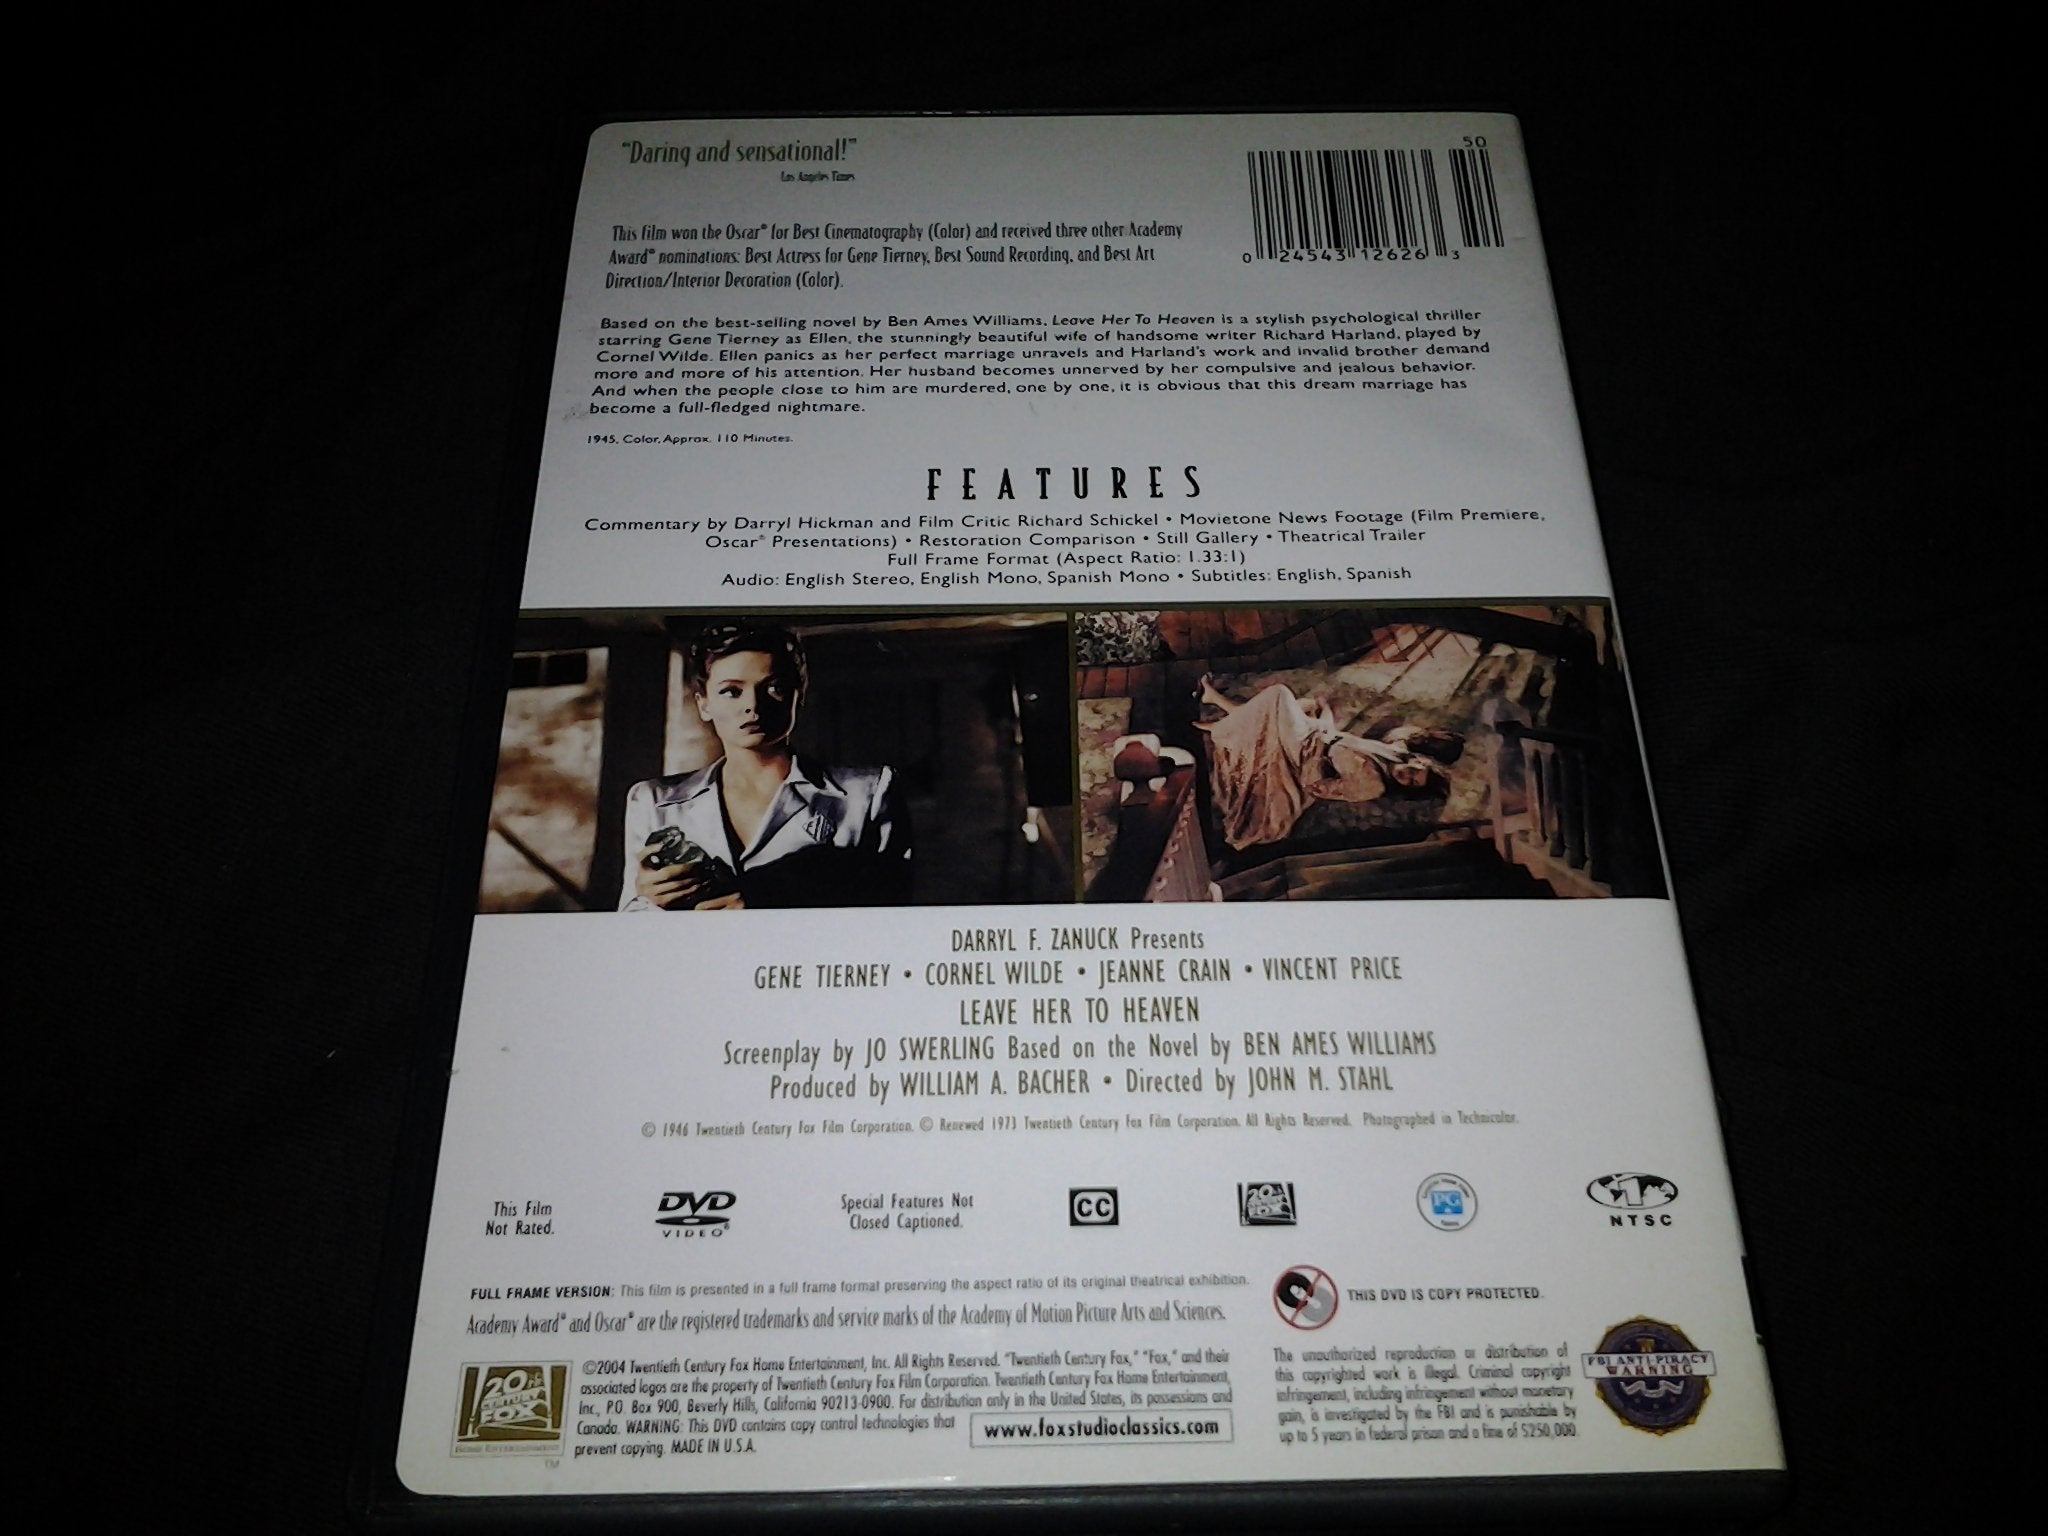 "Daring and sensational!"
Los Angeles Times
50
0 24543 12626 3
This film won the Oscar® for Best Cinematography (Color) and received three other Academy
Award® nominations: Best Actress for Gene Tierney, Best Sound Recording, and Best Art
Direction/Interior Decoration (Color).
Based on the best-selling novel by Ben Ames Williams, Leave Her To Heaven is a stylish psychological thriller
starring Gene Tierney as Ellen, the stunningly beautiful wife of handsome writer Richard Harland, played by
Cornel Wilde. Ellen panics as her perfect marriage unravels and Harland's work and invalid brother demand
more and more of his attention. Her husband becomes unnerved by her compulsive and jealous behavior.
And when the people close to him are murdered, one by one, it is obvious that this dream marriage has
become a full-fledged nightmare.
1945, Color, Approx. 110 Minutes.
FEATURES
Commentary by Darryl Hickman and Film Critic Richard Schickel • Movietone News Footage (Film Premiere,
Oscar® Presentations) • Restoration Comparison • Still Gallery • Theatrical Trailer
Full Frame Format (Aspect Ratio: 1.33:1)
Audio: English Stereo, English Mono, Spanish Mono • Subtitles: English, Spanish
DARRYL F. ZANUCK Presents
GENE TIERNEY • CORNEL WILDE • JEANNE CRAIN • VINCENT PRICE
LEAVE HER TO HEAVEN
Screenplay by JO SWERLING Based on the Novel by BEN AMES WILLIAMS
Produced by WILLIAM A. BACHER • Directed by JOHN M. STAHL
© 1946 Twentieth Century Fox Film Corporation. © Renewed 1973 Twentieth Century Fox Film Corporation. All Rights Reserved. Photographed in Technicolor.
This Film
Not Rated.
DVD
VIDEO®
Special Features Not
Closed Captioned.
CC
20th CENTURY FOX
PG
1
NTSC
FULL FRAME VERSION: This film is presented in a full frame format preserving the aspect ratio of its original theatrical exhibition.
Academy Award® and Oscar® are the registered trademarks and service marks of the Academy of Motion Picture Arts and Sciences.
THIS DVD IS COPY PROTECTED.
20th CENTURY FOX
HOME ENTERTAINMENT
TM
©2004 Twentieth Century Fox Home Entertainment, Inc. All Rights Reserved. "Twentieth Century Fox," "Fox," and their
associated logos are the property of Twentieth Century Fox Film Corporation. Twentieth Century Fox Home Entertainment,
Inc., P.O. Box 900, Beverly Hills, California 90213-0900. For distribution only in the United States, its possessions and
Canada. WARNING: This DVD contains copy control technologies that
prevent copying. MADE IN U.S.A.
www.foxstudioclassics.com
The unauthorized reproduction or distribution of
this copyrighted work is illegal. Criminal copyright
infringement, including infringement without monetary
gain, is investigated by the FBI and is punishable by
up to 5 years in federal prison and a fine of $250,000.
FBI ANTI-PIRACY
WARNING